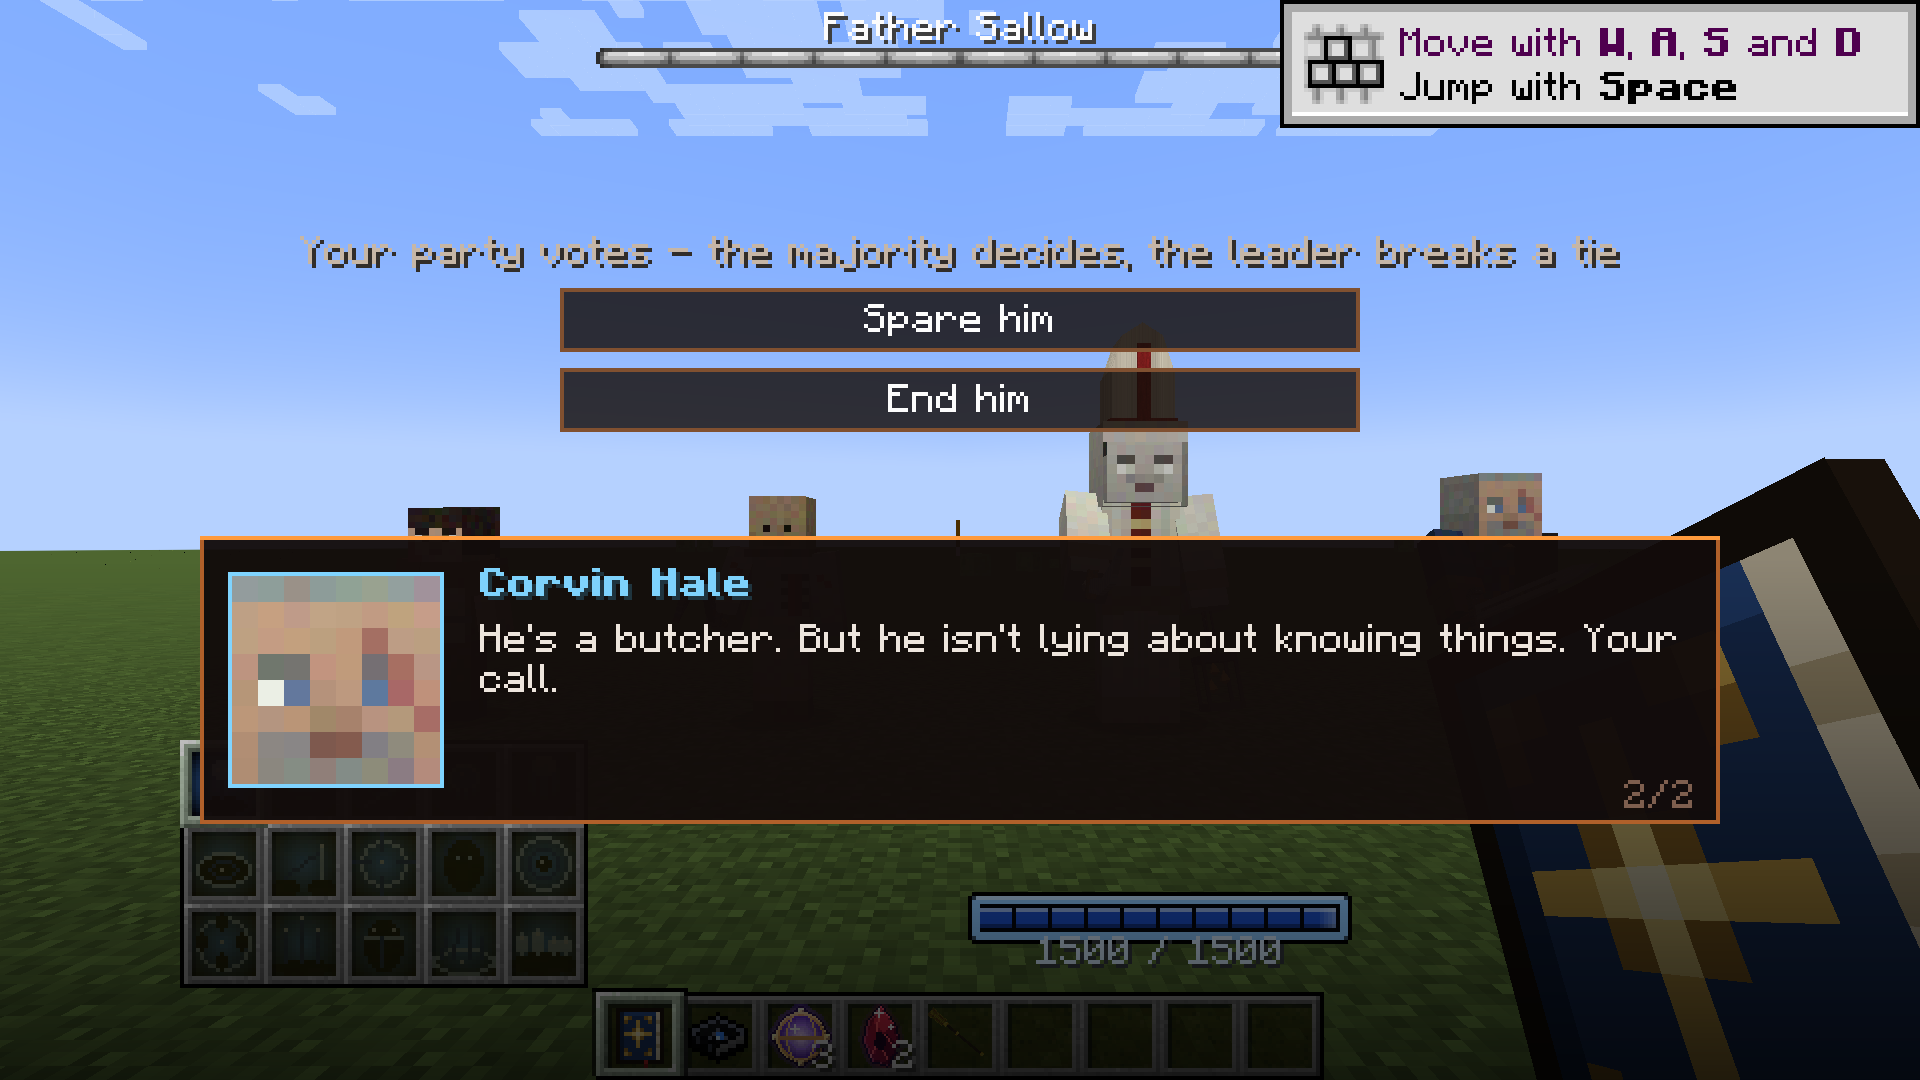 Father Sallow
Move with W, A, S and D
Jump with Space
Your party votes - the majority decides, the leader breaks a tie
Spare him
End him
Corvin Hale
He's a butcher. But he isn't lying about knowing things. Your
call.
2/2
1500 / 1500
3
2